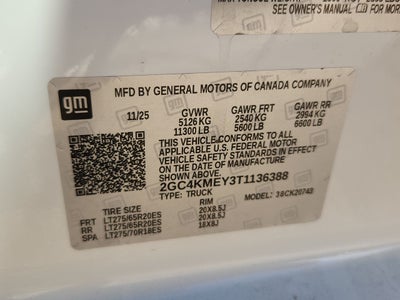 SEE OWNER'S MANUAL FOR MOR
gm
MFD BY GENERAL MOTORS OF CANADA COMPANY
11/25 GVWR GAWR FRT GAWR RR
5126 KG 2540 KG 2994 KG
11300 LB 5600 LB 6600 LB
THIS VEHICLE CONFORMS TO ALL
APPLICABLE U.S. FEDERAL MOTOR
VEHICLE SAFETY STANDARDS IN EFFECT
ON THE DATE OF MANUFACTURE
SHOWN ABOVE.
2GC4KMEY3T1136388
TYPE: TRUCK MODEL: 38CK20743
TIRE SIZE RIM
FRT LT275/65R20ES 20X8.5J
RR LT275/65R20ES 20X8.5J
SPA LT275/70R18ES 18X8J